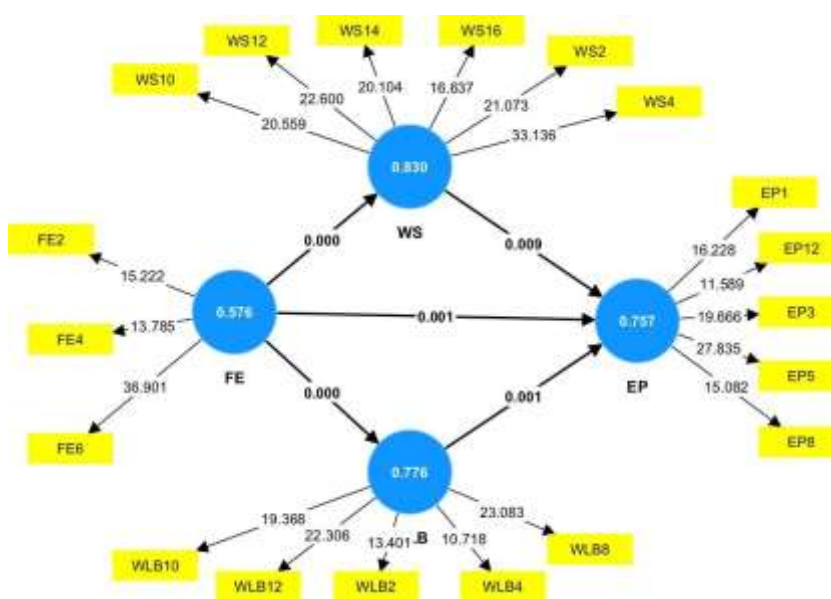 WS14
WS16
WS12
WS2
WS10
WS4
20.104
16.637
22.600
21.073
20.559
33.136
0.830
WS
EP1
FE2
0.000
0.009
16.228
EP12
15.222
11.589
0.576
0.001
0.757
19.666
EP3
FE4
13.785
27.835
FE
EP
EP5
36.901
0.000
0.001
15.082
FE6
EP8
0.776
19.368
23.083
22.306
13.401
B
10.718
WLB8
WLB10
WLB12
WLB2
WLB4